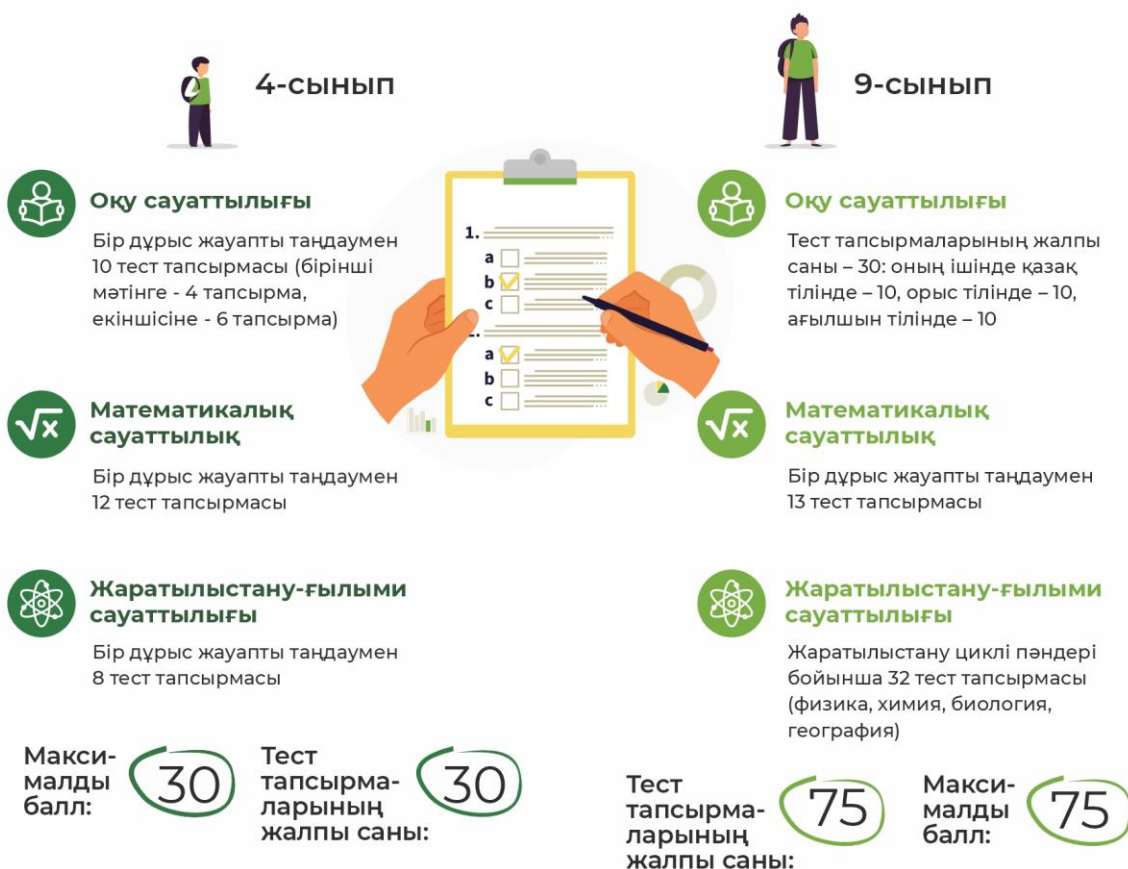 4-сынып
Оқу сауаттылығы
Бір дұрыс жауапты таңдаумен
10 тест тапсырмасы (бірінші
мәтінге - 4 тапсырма,
екіншісіне - 6 тапсырма)
Математикалық
сауаттылық
Бір дұрыс жауапты таңдаумен
12 тест тапсырмасы
Жаратылыстану-ғылыми
сауаттылығы
Бір дұрыс жауапты таңдаумен
8 тест тапсырмасы
Макси-
малды
балл:
30
Тест
тапсырма-
ларының
жалпы саны:
30
1.
a
b
c
a
b
c
9-сынып
Оқу сауаттылығы
Тест тапсырмаларының жалпы
саны – 30: оның ішінде қазақ
тілінде – 10, орыс тілінде – 10,
ағылшын тілінде – 10
Математикалық
сауаттылық
Бір дұрыс жауапты таңдаумен
13 тест тапсырмасы
Жаратылыстану-ғылыми
сауаттылығы
Жаратылыстану циклі пәндері
бойынша 32 тест тапсырмасы
(физика, химия, биология,
география)
Тест
тапсырма-
ларының
жалпы саны:
75
Макси-
малды
балл:
75
√x
√x